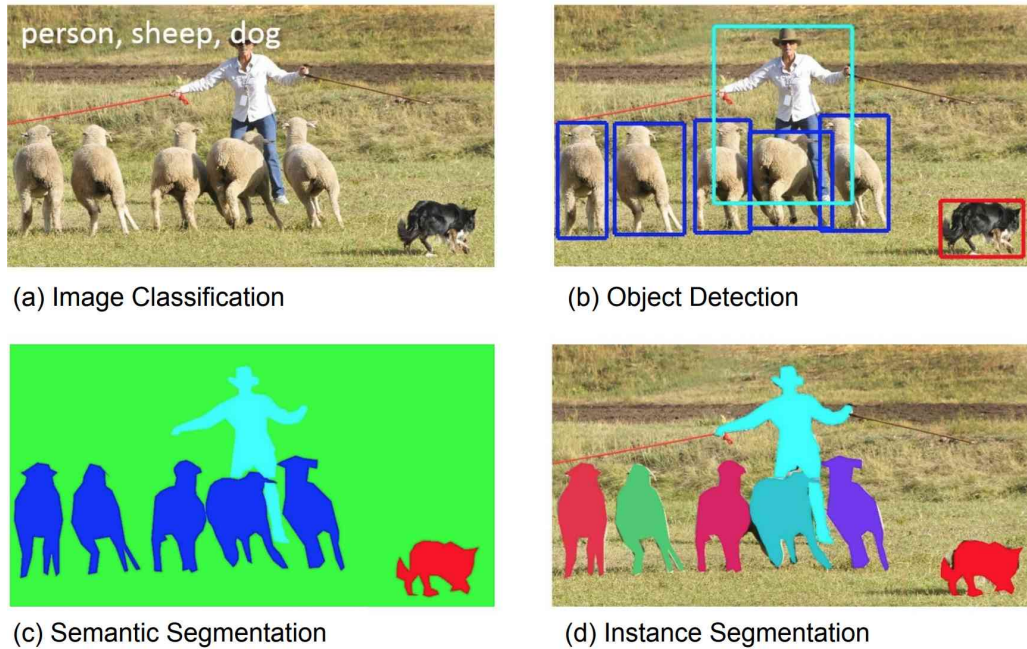 person, sheep, dog
(a) Image Classification
(b) Object Detection
(c) Semantic Segmentation
(d) Instance Segmentation